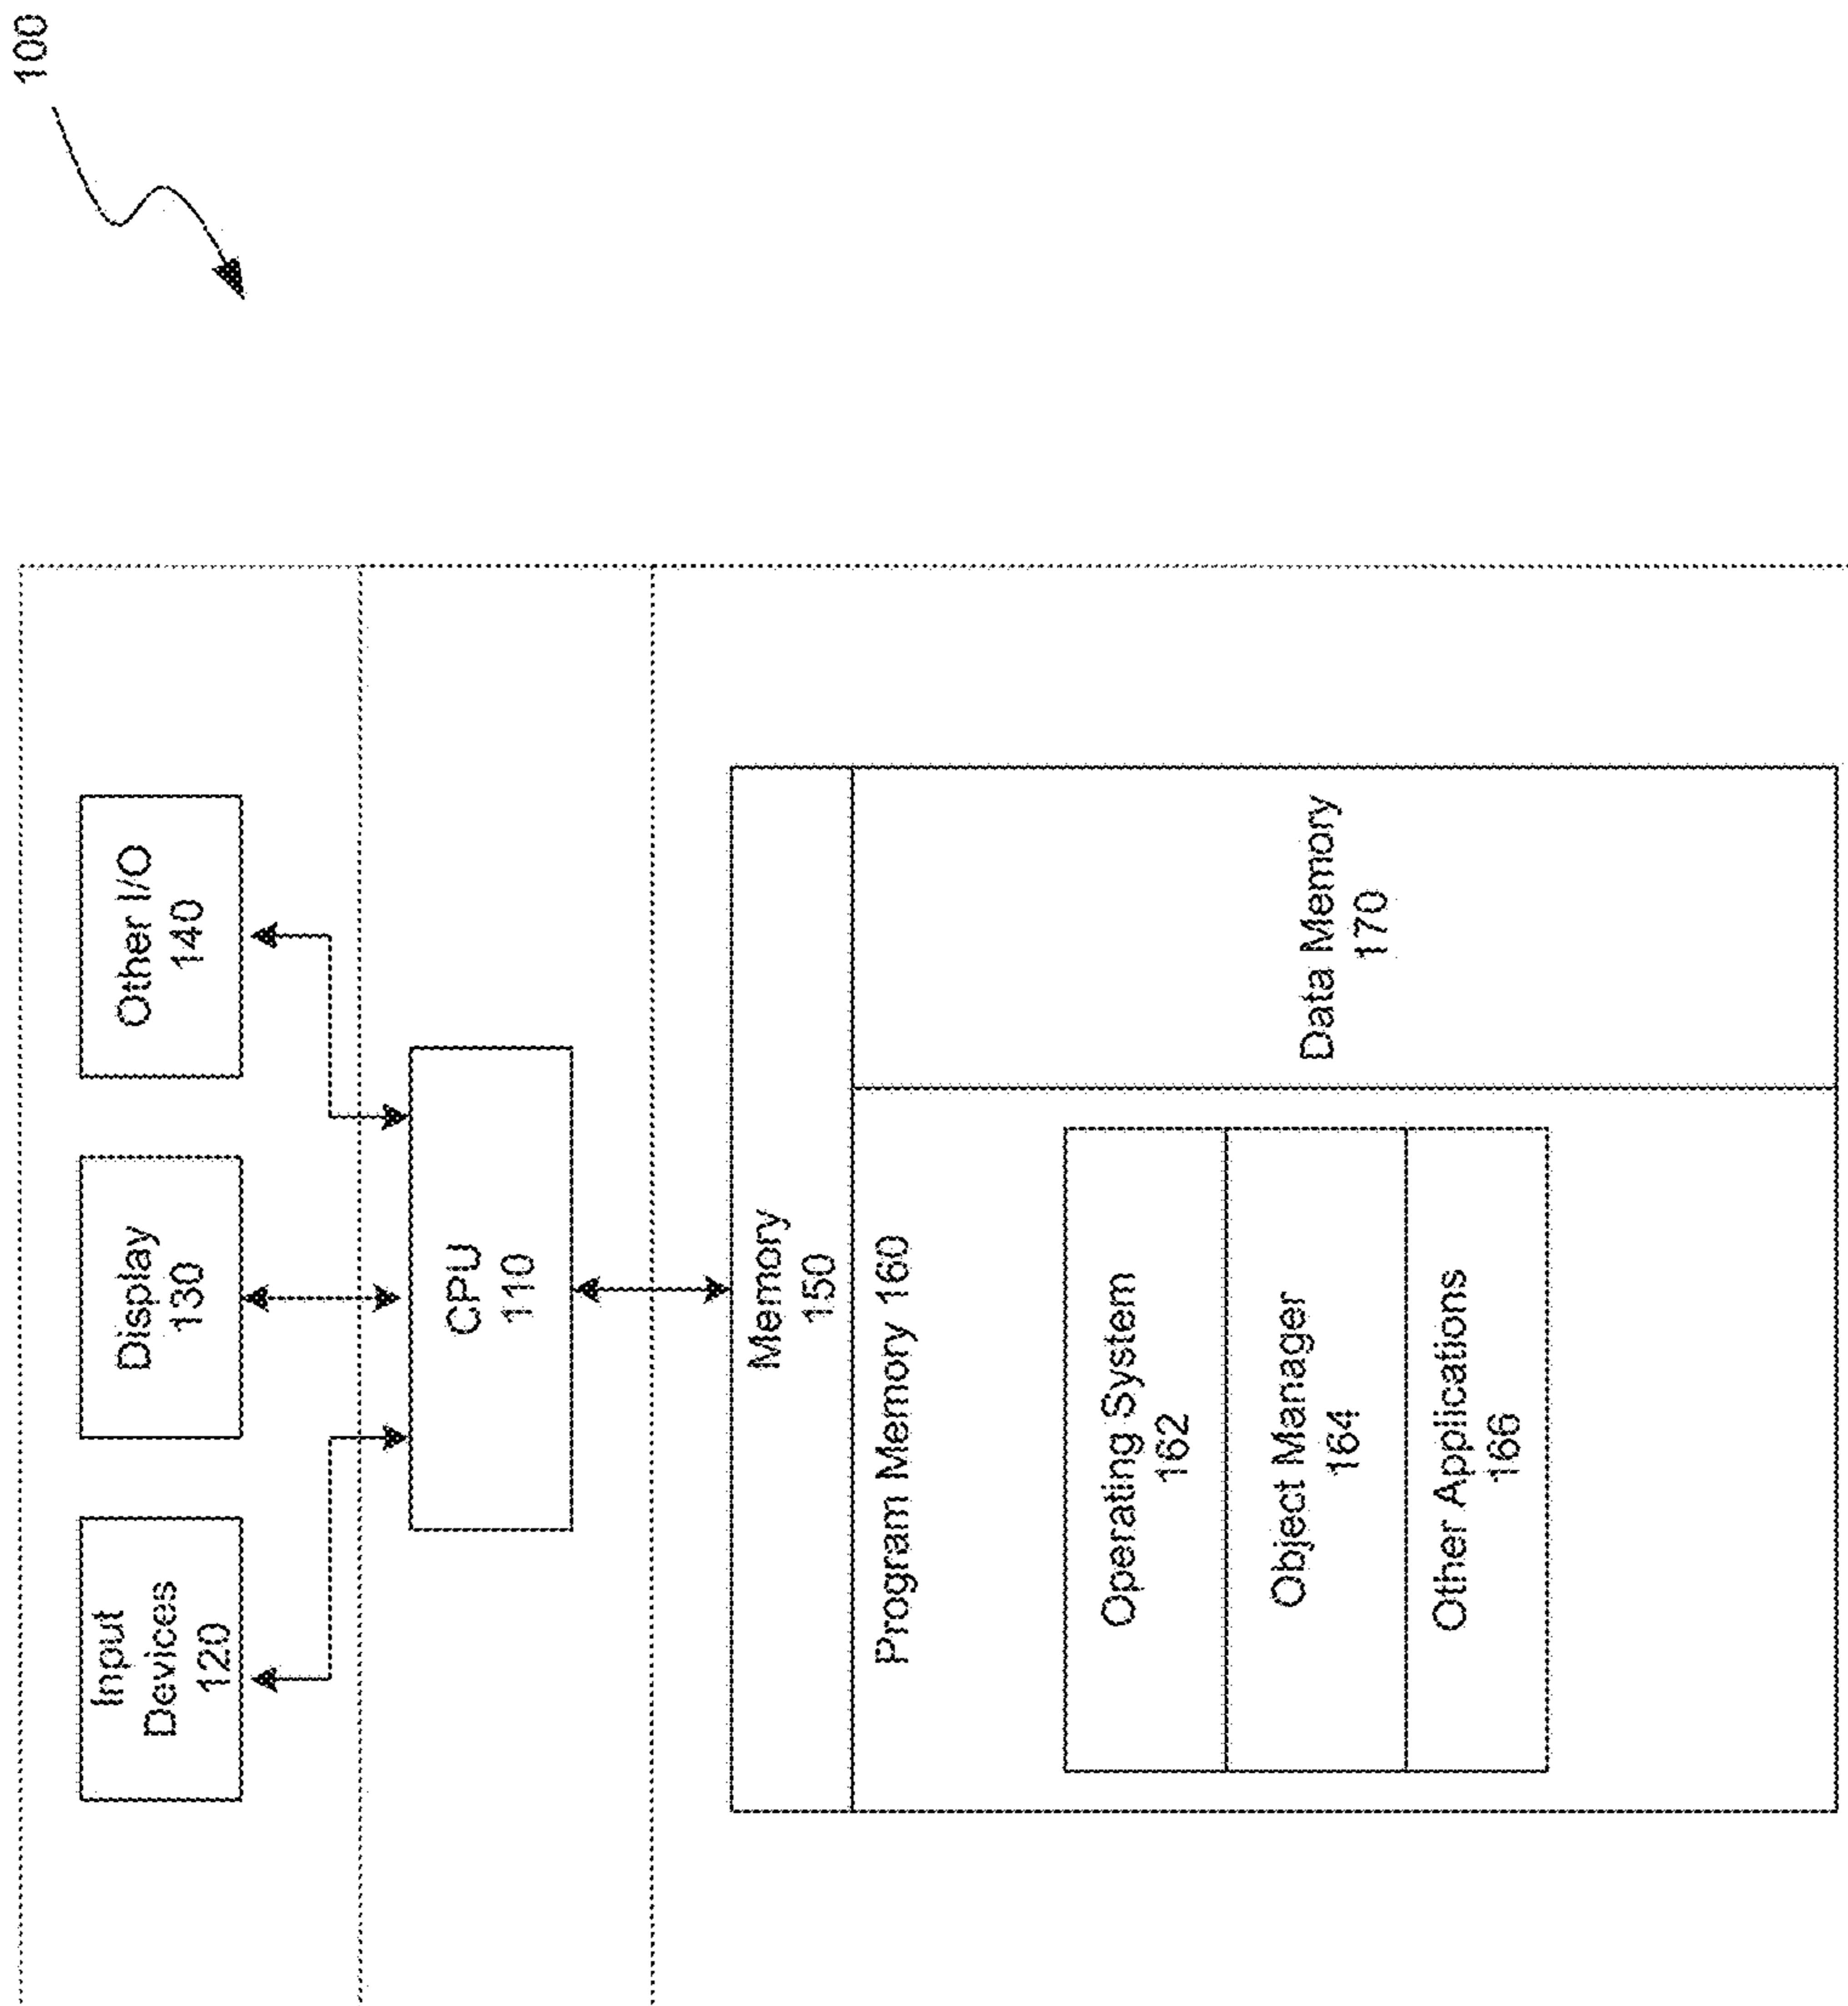 100
Input
Devices
120
Display
130
Other I/O
140
CPU
110
Memory
150
Program Memory 160
Operating System
162
Object Manager
164
Other Applications
166
Data Memory
170